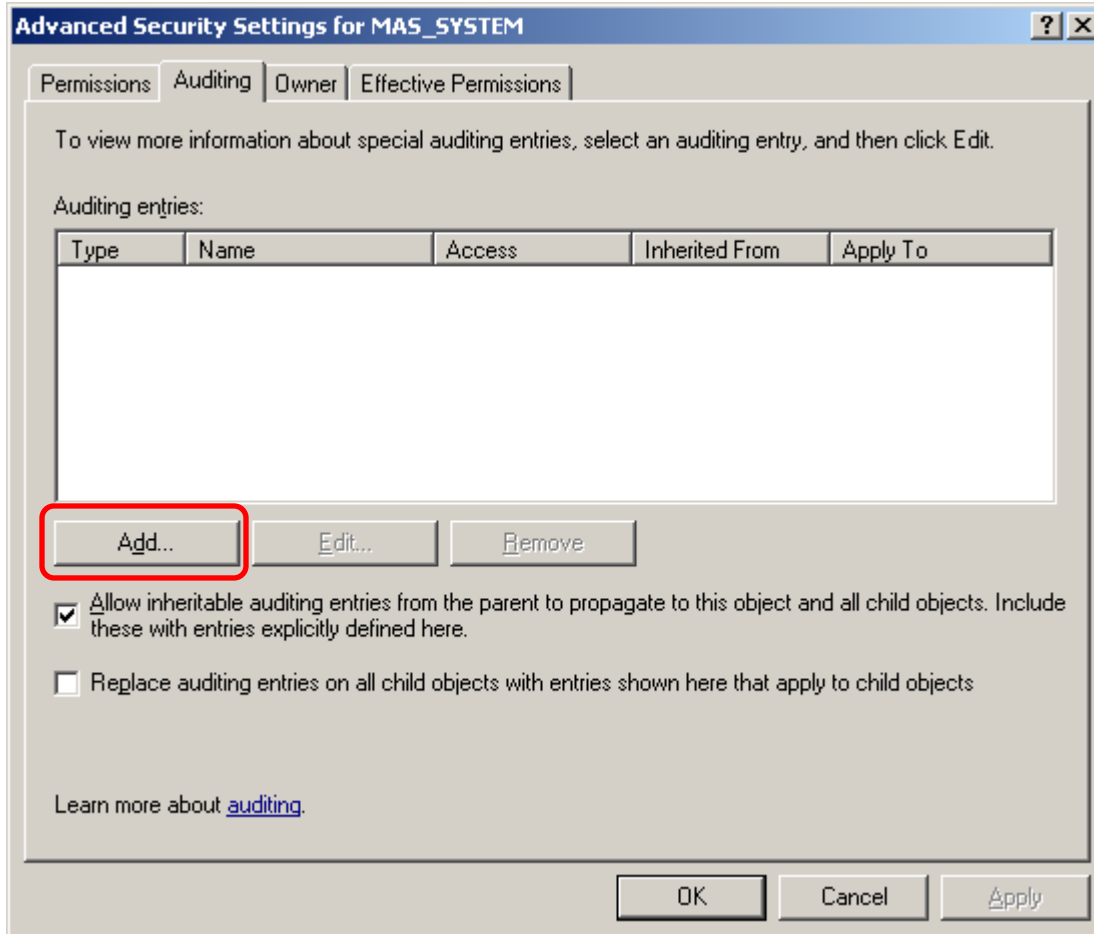 Advanced Security Settings for MAS_SYSTEM
Permissions Auditing Owner Effective Permissions
To view more information about special auditing entries, select an auditing entry, and then click Edit.
Auditing entries:
Type Name Access Inherited From Apply To
Add... Edit... Remove
Allow inheritable auditing entries from the parent to propagate to this object and all child objects. Include
these with entries explicitly defined here.
Replace auditing entries on all child objects with entries shown here that apply to child objects
Learn more about auditing.
OK Cancel Apply